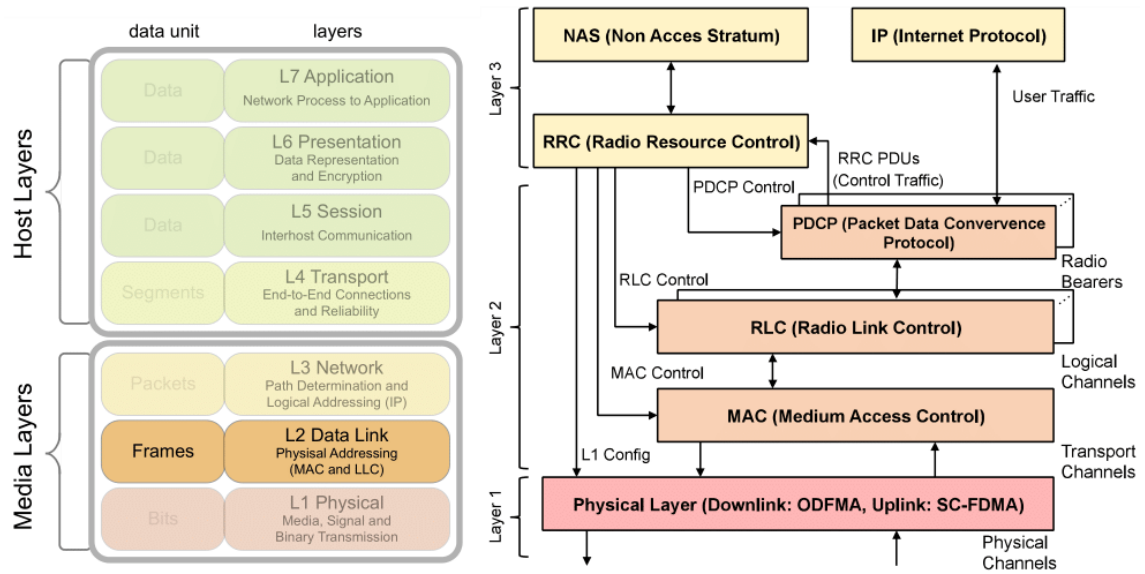 data unit
layers
Host Layers
Data
L7 Application
Network Process to Application
Data
L6 Presentation
Data Representation
and Encryption
Data
L5 Session
Interhost Communication
Segments
L4 Transport
End-to-End Connections
and Reliability
Media Layers
Packets
L3 Network
Path Determination and
Logical Addressing (IP)
Frames
L2 Data Link
Physisal Addressing
(MAC and LLC)
Bits
L1 Physical
Media, Signal and
Binary Transmission
Layer 3
NAS (Non Acces Stratum)
IP (Internet Protocol)
User Traffic
RRC (Radio Resource Control)
RRC PDUs
(Control Traffic)
Layer 2
PDCP Control
PDCP (Packet Data Convervence
Protocol)
Radio
Bearers
RLC Control
RLC (Radio Link Control)
Logical
Channels
MAC Control
MAC (Medium Access Control)
Transport
Channels
L1 Config
Layer 1
Physical Layer (Downlink: ODFMA, Uplink: SC-FDMA)
Physical
Channels